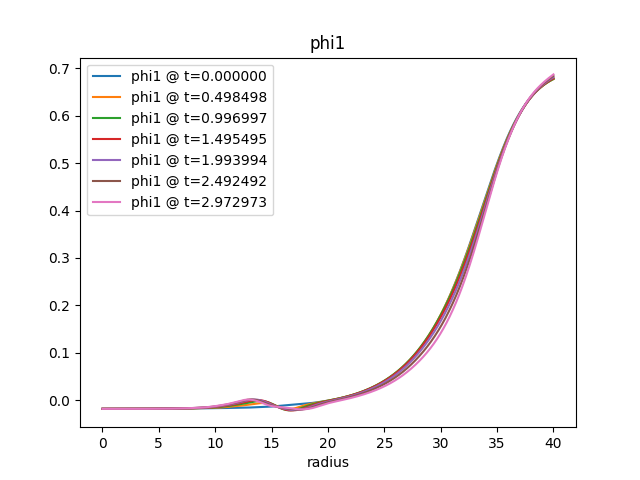 phi1
phi1 @ t=0.000000
phi1 @ t=0.498498
phi1 @ t=0.996997
phi1 @ t=1.495495
phi1 @ t=1.993994
phi1 @ t=2.492492
phi1 @ t=2.972973
0.7
0.6
0.5
0.4
0.3
0.2
0.1
0.0
0 5 10 15 20 25 30 35 40
radius